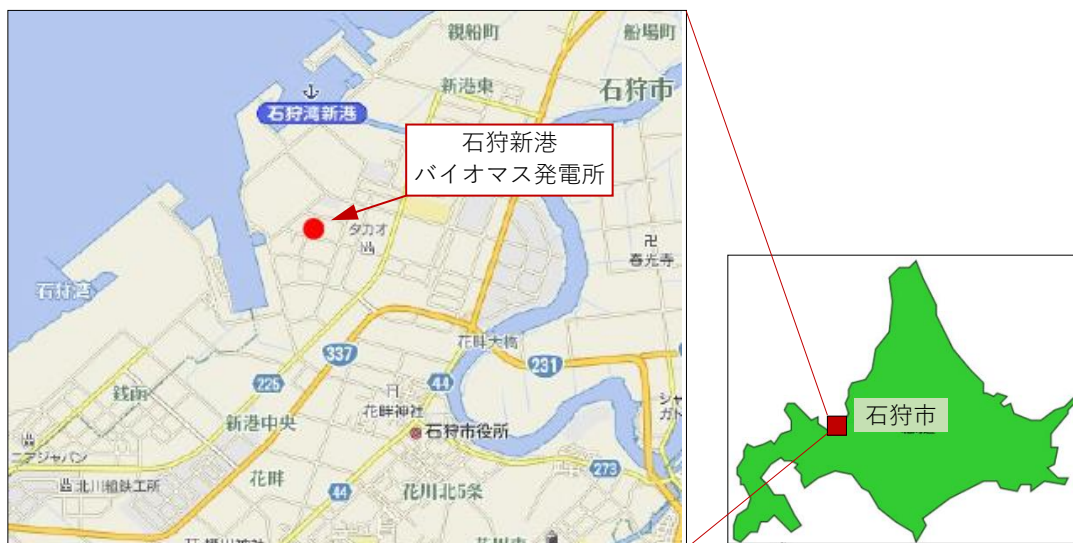 親船町
船場町
新港東
石狩市
石狩湾新港
石狩新港
バイオマス発電所
タカオ
卍
春光寺
石狩湾
花畔大橋
337
231
225
44
銭函
花畔神社
新港中央
石狩市役所
ニアジャパン
花畔
273
北川組鉄工所
44
花川北5条
石狩市